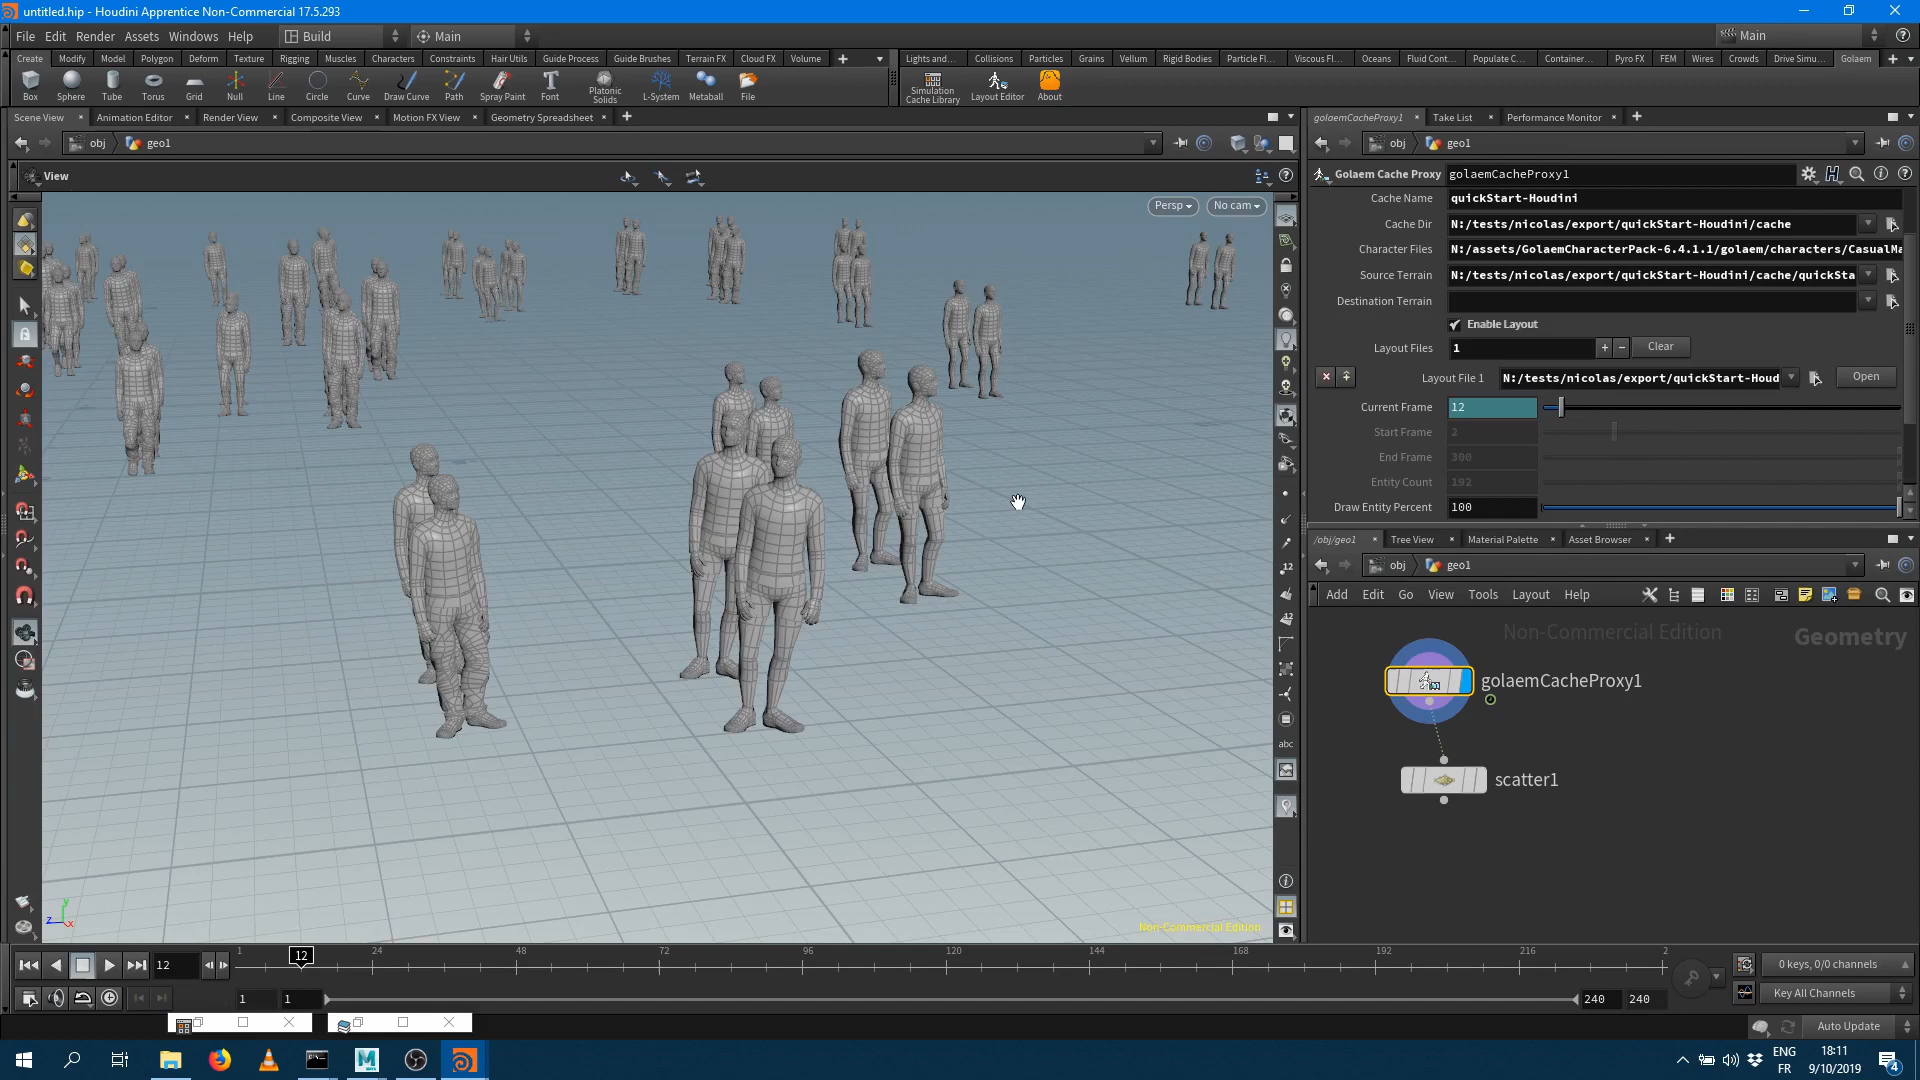 untitled.hip - Houdini Apprentice Non-Commercial 17.5.293
File Edit Render Assets Windows Help Build Main Main
Create Modify Model Polygon Deform Texture Rigging Muscles Characters Constraints Hair Utils Guide Process Guide Brushes Terrain FX Cloud FX Volume
Lights and... Collisions Particles Grains Vellum Rigid Bodies Particle Fl... Viscous Fl... Oceans Fluid Cont... Populate C... Container... Pyro FX FEM Wires Crowds Drive Simu... Golaem
Box Sphere Tube Torus Grid Null Line Circle Curve Draw Curve Path Spray Paint Font Platonic Solids L-System Metaball File
Simulation Cache Library Layout Editor About
Scene View Animation Editor Render View Composite View Motion FX View Geometry Spreadsheet
obj geo1
View
Persp No cam
abc
12
12
Non-Commercial Edition
y
z x
golaemCacheProxy1 Take List Performance Monitor
obj geo1
Golaem Cache Proxy golaemCacheProxy1
Cache Name quickStart-Houdini
Cache Dir N:/tests/nicolas/export/quickStart-Houdini/cache
Character Files N:/assets/GolaemCharacterPack-6.4.1.1/golaem/characters/CasualMa
Source Terrain N:/tests/nicolas/export/quickStart-Houdini/cache/quickSta
Destination Terrain
Enable Layout
Layout Files 1 + − Clear
Layout File 1 N:/tests/nicolas/export/quickStart-Houd Open
Current Frame 12
Start Frame 2
End Frame 300
Entity Count 192
Draw Entity Percent 100
/obj/geo1 Tree View Material Palette Asset Browser
obj geo1
Add Edit Go View Tools Layout Help
Non-Commercial Edition Geometry
golaemCacheProxy1
scatter1
12 1 12 24 48 72 96 120 144 168 192 216 2
0 keys, 0/0 channels
1 1 240 240
Key All Channels
Auto Update
ENG
FR
18:11
9/10/2019
4